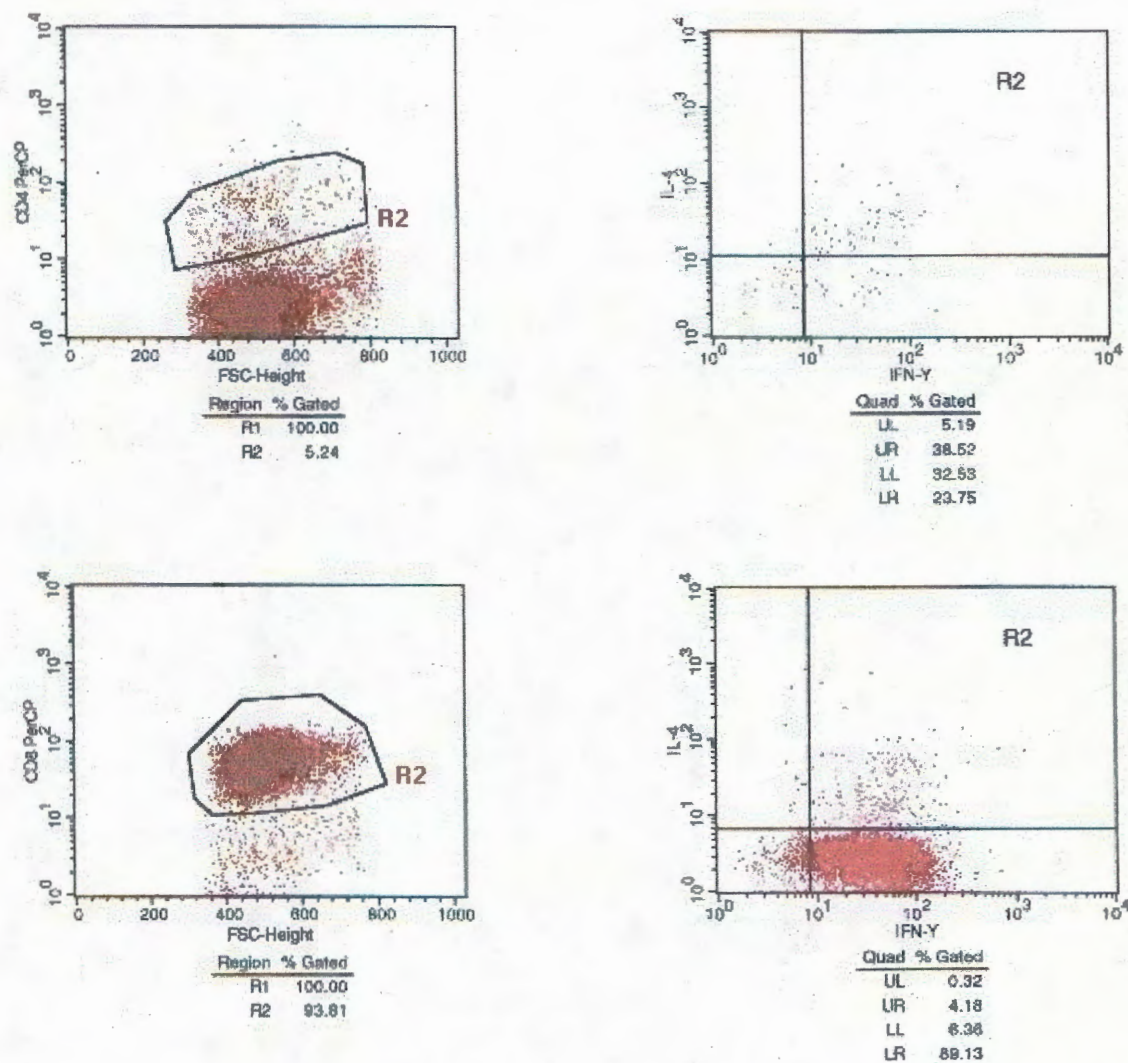 10^4
10^3
10^2
10^1
10^0
CD4 PerCP
R2
0 200 400 600 800 1000
FSC-Height
Region % Gated
R1 100.00
R2 5.24
10^4
10^3
10^2
10^1
10^0
IL-4
R2
10^0 10^1 10^2 10^3 10^4
IFN-Y
Quad % Gated
UL 5.19
UR 38.52
LL 32.53
LR 23.75
10^4
10^3
10^2
10^1
10^0
CD8 PerCP
R2
0 200 400 600 800 1000
FSC-Height
Region % Gated
R1 100.00
R2 93.81
10^4
10^3
10^2
10^1
10^0
IL-4
R2
10^0 10^1 10^2 10^3 10^4
IFN-Y
Quad % Gated
UL 0.32
UR 4.18
LL 6.36
LR 89.13